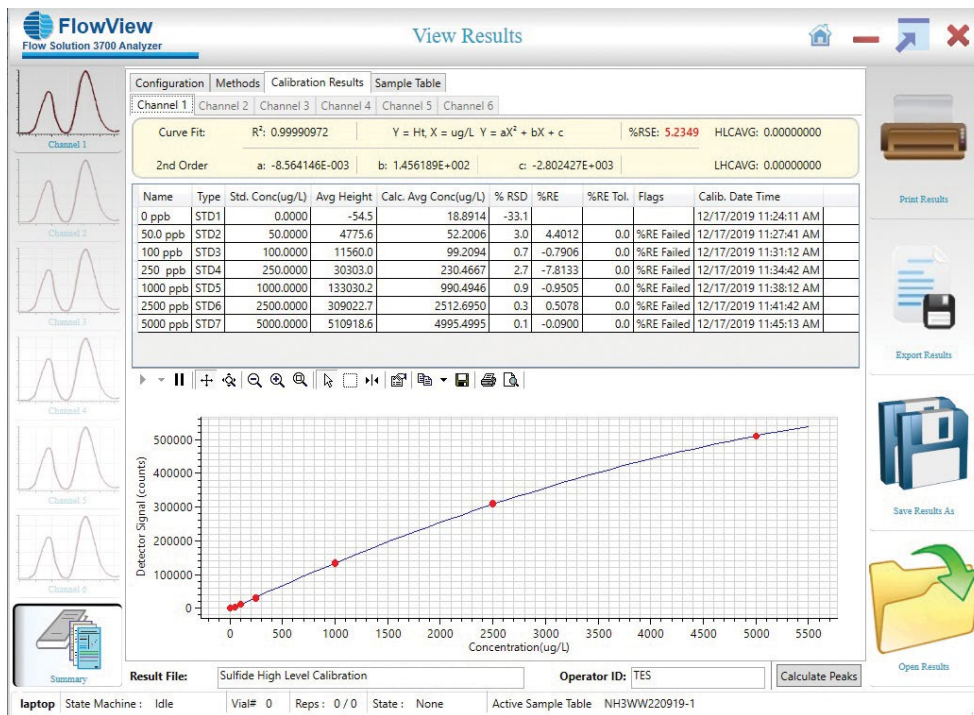 FlowView
Flow Solution 3700 Analyzer
View Results
Configuration Methods Calibration Results Sample Table
Channel 1 Channel 2 Channel 3 Channel 4 Channel 5 Channel 6
Curve Fit: R²: 0.99990972 Y = Ht, X = ug/L Y = aX² + bX + c %RSE: 5.2349 HLCAVG: 0.00000000
2nd Order a: -8.564146E-003 b: 1.456189E+002 c: -2.802427E+003 LHCAVG: 0.00000000
Name Type Std. Conc(ug/L) Avg Height Calc. Avg Conc(ug/L) % RSD %RE %RE Tol. Flags Calib. Date Time
0 ppb STD1 0.0000 -54.5 18.8914 -33.1 12/17/2019 11:24:11 AM
50.0 ppb STD2 50.0000 4775.6 52.2006 3.0 4.4012 0.0 %RE Failed 12/17/2019 11:27:41 AM
100 ppb STD3 100.0000 11560.0 99.2094 0.7 -0.7906 0.0 %RE Failed 12/17/2019 11:31:12 AM
250 ppb STD4 250.0000 30303.0 230.4667 2.7 -7.8133 0.0 %RE Failed 12/17/2019 11:34:42 AM
1000 ppb STD5 1000.0000 133030.2 990.4946 0.9 -0.9505 0.0 %RE Failed 12/17/2019 11:38:12 AM
2500 ppb STD6 2500.0000 309022.7 2512.6950 0.3 0.5078 0.0 %RE Failed 12/17/2019 11:41:42 AM
5000 ppb STD7 5000.0000 510918.6 4995.4995 0.1 -0.0900 0.0 %RE Failed 12/17/2019 11:45:13 AM
Channel 1
Channel 2
Channel 3
Channel 4
Channel 5
Channel 6
Summary
Print Results
Export Results
Save Results As
Open Results
Detector Signal (counts)
500000
400000
300000
200000
100000
0
0 500 1000 1500 2000 2500 3000 3500 4000 4500 5000 5500
Concentration(ug/L)
Result File: Sulfide High Level Calibration Operator ID: TES Calculate Peaks
laptop State Machine : Idle Vial# 0 Reps : 0 / 0 State : None Active Sample Table NH3WW220919-1